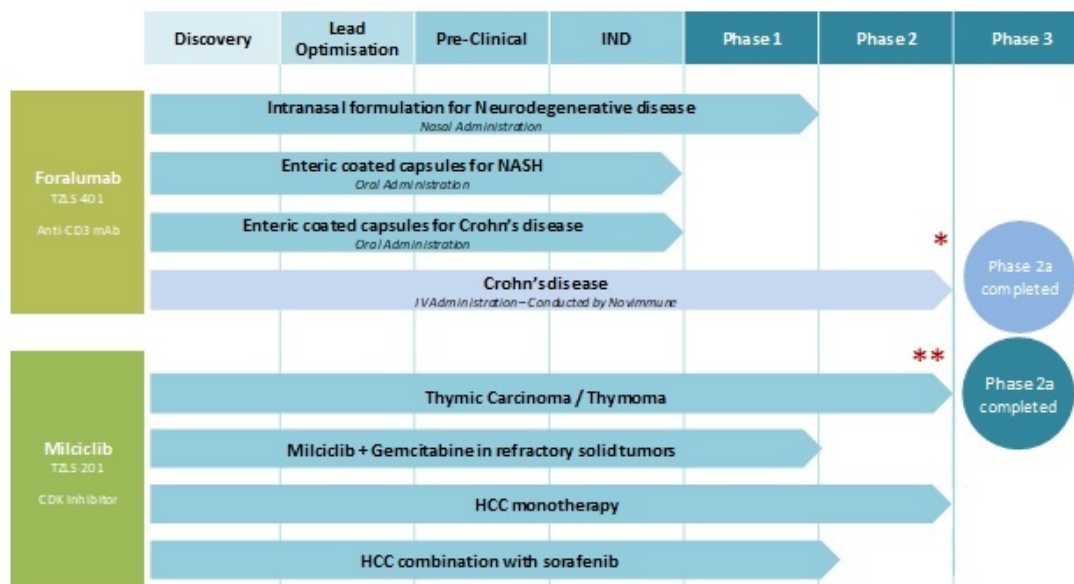 Discovery
Lead
Optimisation
Pre-Clinical
IND
Phase 1
Phase 2
Phase 3
Foralumab
TZLS-401
Anti-CD3 mAb
Intranasal formulation for Neurodegenerative disease
Nasal Administration
Enteric coated capsules for NASH
Oral Administration
Enteric coated capsules for Crohn's disease
Oral Administration
*
Crohn's disease
IV Administration – Conducted by Novimmune
Phase 2a
completed
Milciclib
TZLS-201
CDK Inhibitor
**
Thymic Carcinoma / Thymoma
Phase 2a
completed
Milciclib + Gemcitabine in refractory solid tumors
HCC monotherapy
HCC combination with sorafenib